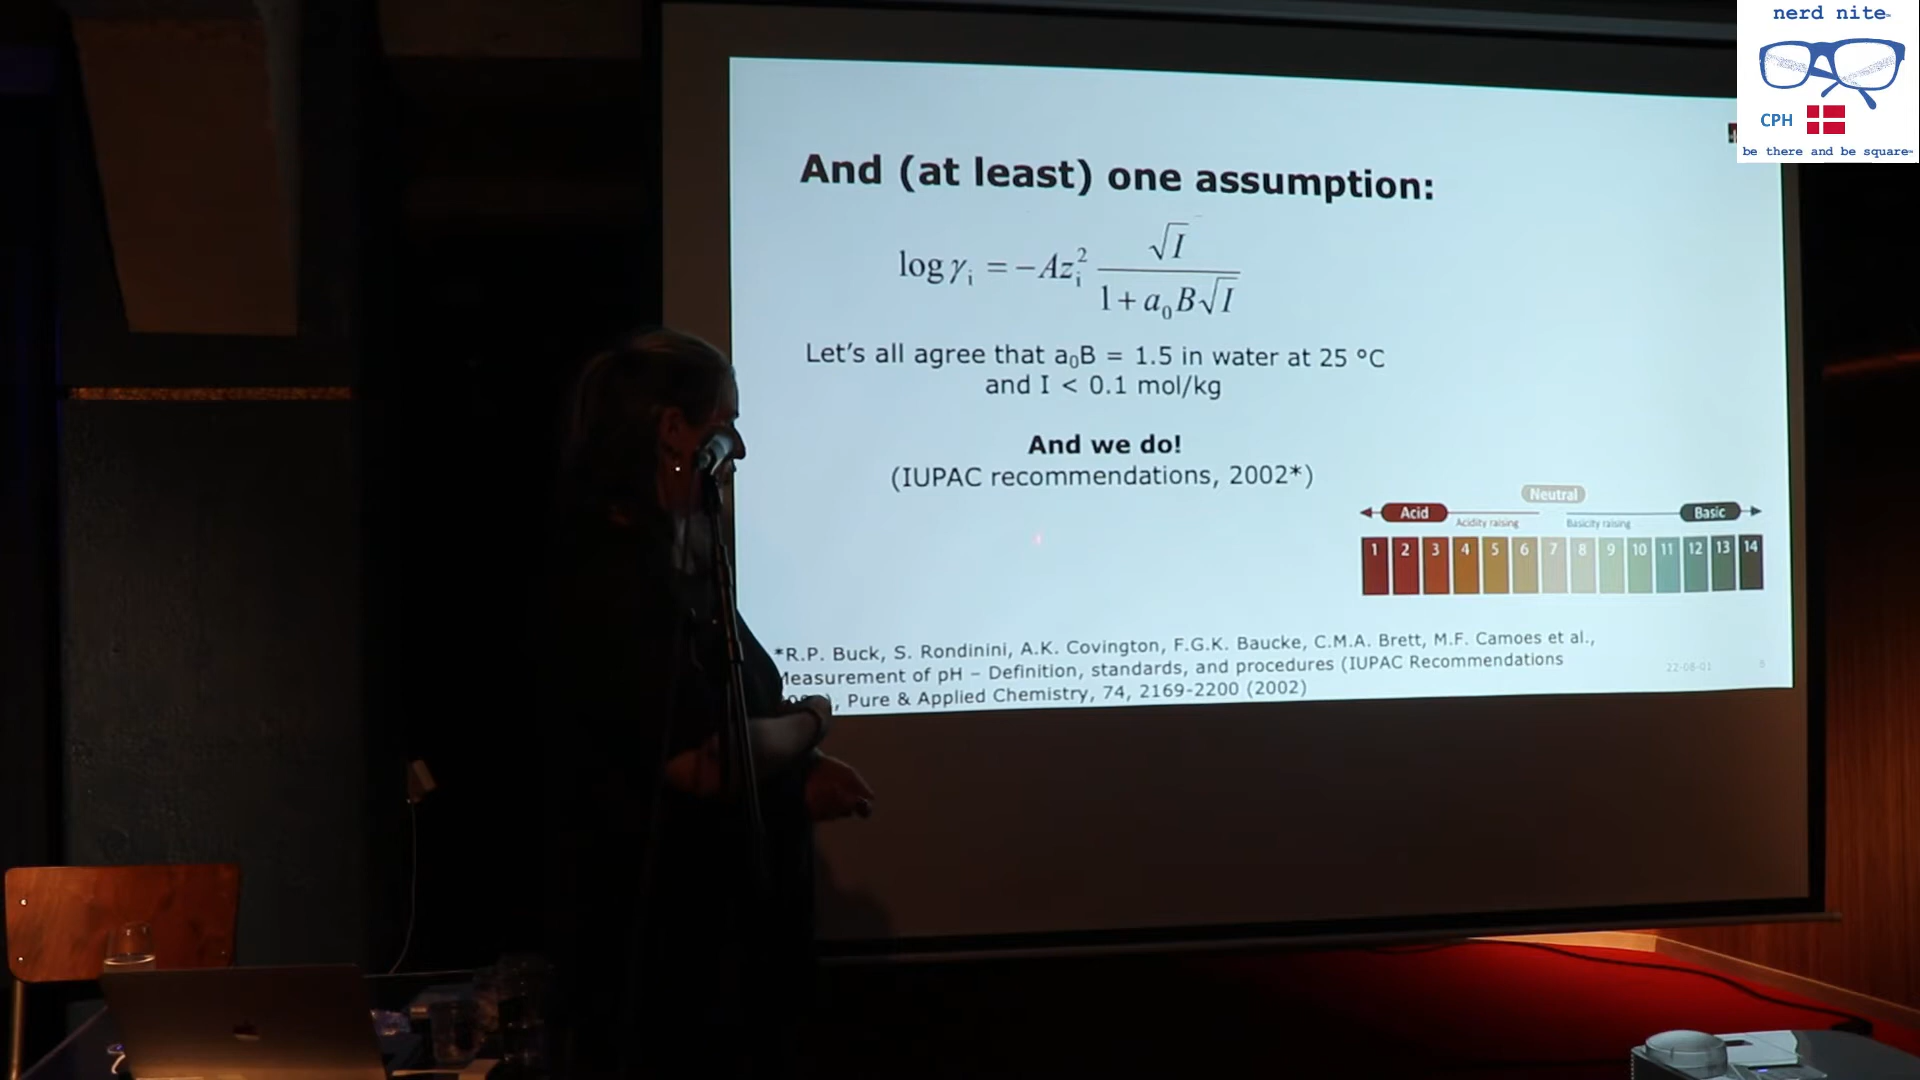 nerd nite
CPH
be there and be square
And (at least) one assumption:
log γᵢ = −Azᵢ² √I / (1 + a₀B√I)
Let's all agree that a₀B = 1.5 in water at 25 °C
and I < 0.1 mol/kg
And we do!
(IUPAC recommendations, 2002*)
Neutral
Acid
Basic
Acidity raising
Basicity raising
1 2 3 4 5 6 7 8 9 10 11 12 13 14
*R.P. Buck, S. Rondinini, A.K. Covington, F.G.K. Baucke, C.M.A. Brett, M.F. Camoes et al.,
Measurement of pH – Definition, standards, and procedures (IUPAC Recommendations
), Pure & Applied Chemistry, 74, 2169-2200 (2002)
22-08-01